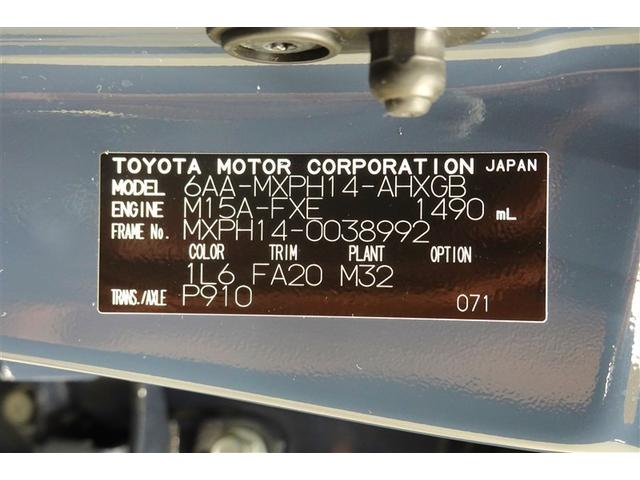 TOYOTA MOTOR CORPORATION JAPAN
MODEL 6AA-MXPH14-AHXGB
ENGINE M15A-FXE 1490 mL
FRAME No. MXPH14-0038992
COLOR TRIM PLANT OPTION
1L6 FA20 M32
TRANS./AXLE P910 071